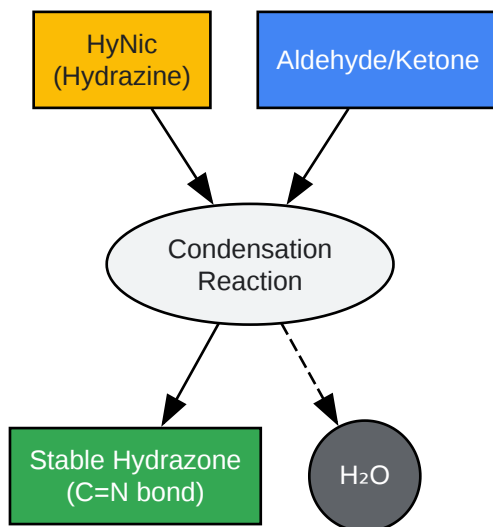 HyNic
(Hydrazine)
Aldehyde/Ketone
Condensation
Reaction
Stable Hydrazone
(C=N bond)
H₂O